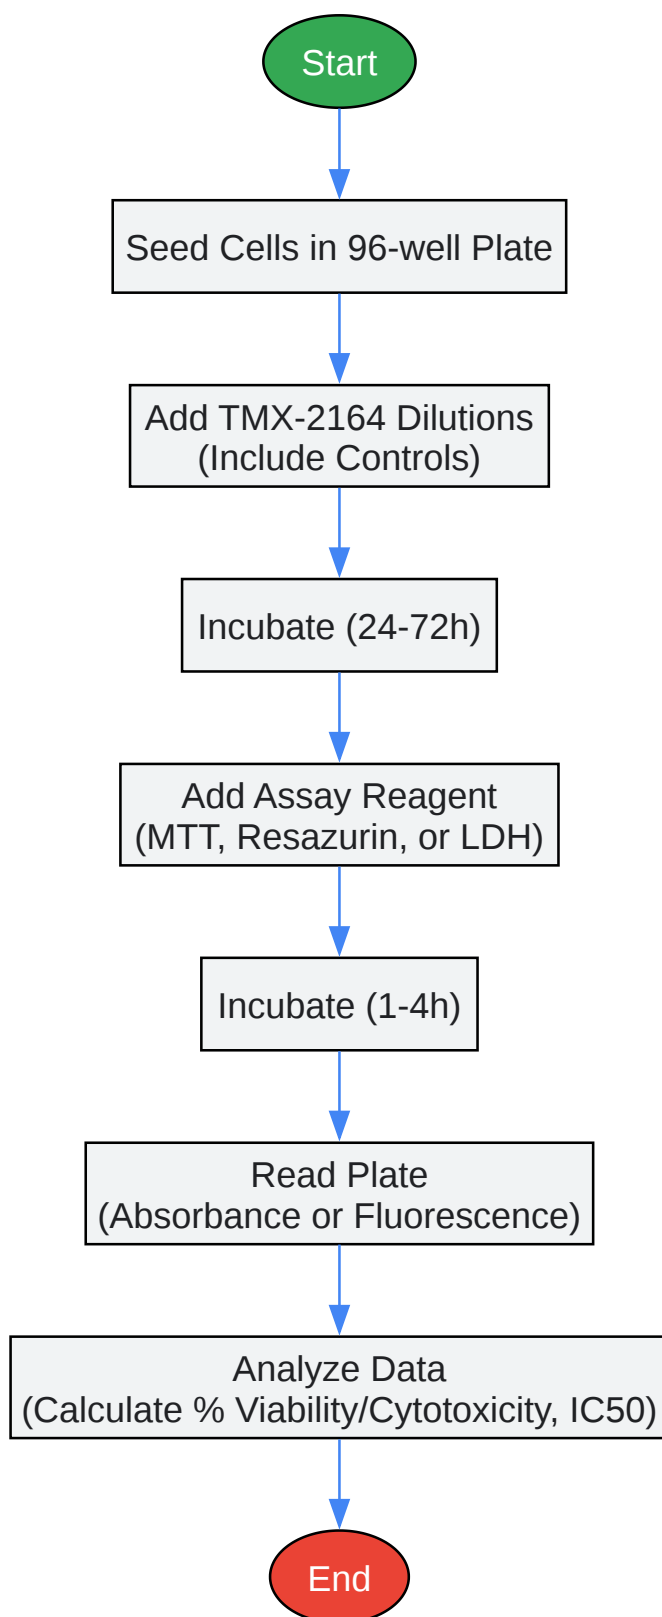 Start
Seed Cells in 96-well Plate
Add TMX-2164 Dilutions
(Include Controls)
Incubate (24-72h)
Add Assay Reagent
(MTT, Resazurin, or LDH)
Incubate (1-4h)
Read Plate
(Absorbance or Fluorescence)
Analyze Data
(Calculate % Viability/Cytotoxicity, IC50)
End